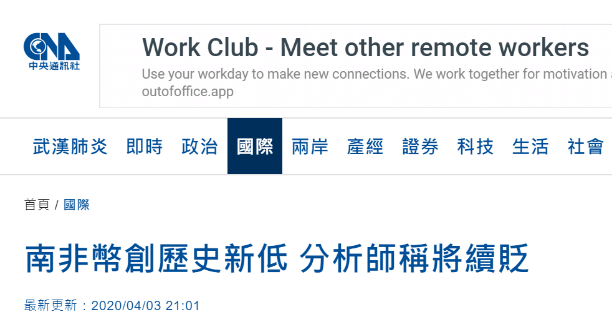 CNA
中央通訊社
Work Club - Meet other remote workers
Use your workday to make new connections. We work together for motivation
outofoffice.app
武漢肺炎 即時 政治 國際 兩岸 產經 證券 科技 生活 社會
首頁 / 國際
南非幣創歷史新低 分析師稱將續貶
最新更新：2020/04/03 21:01